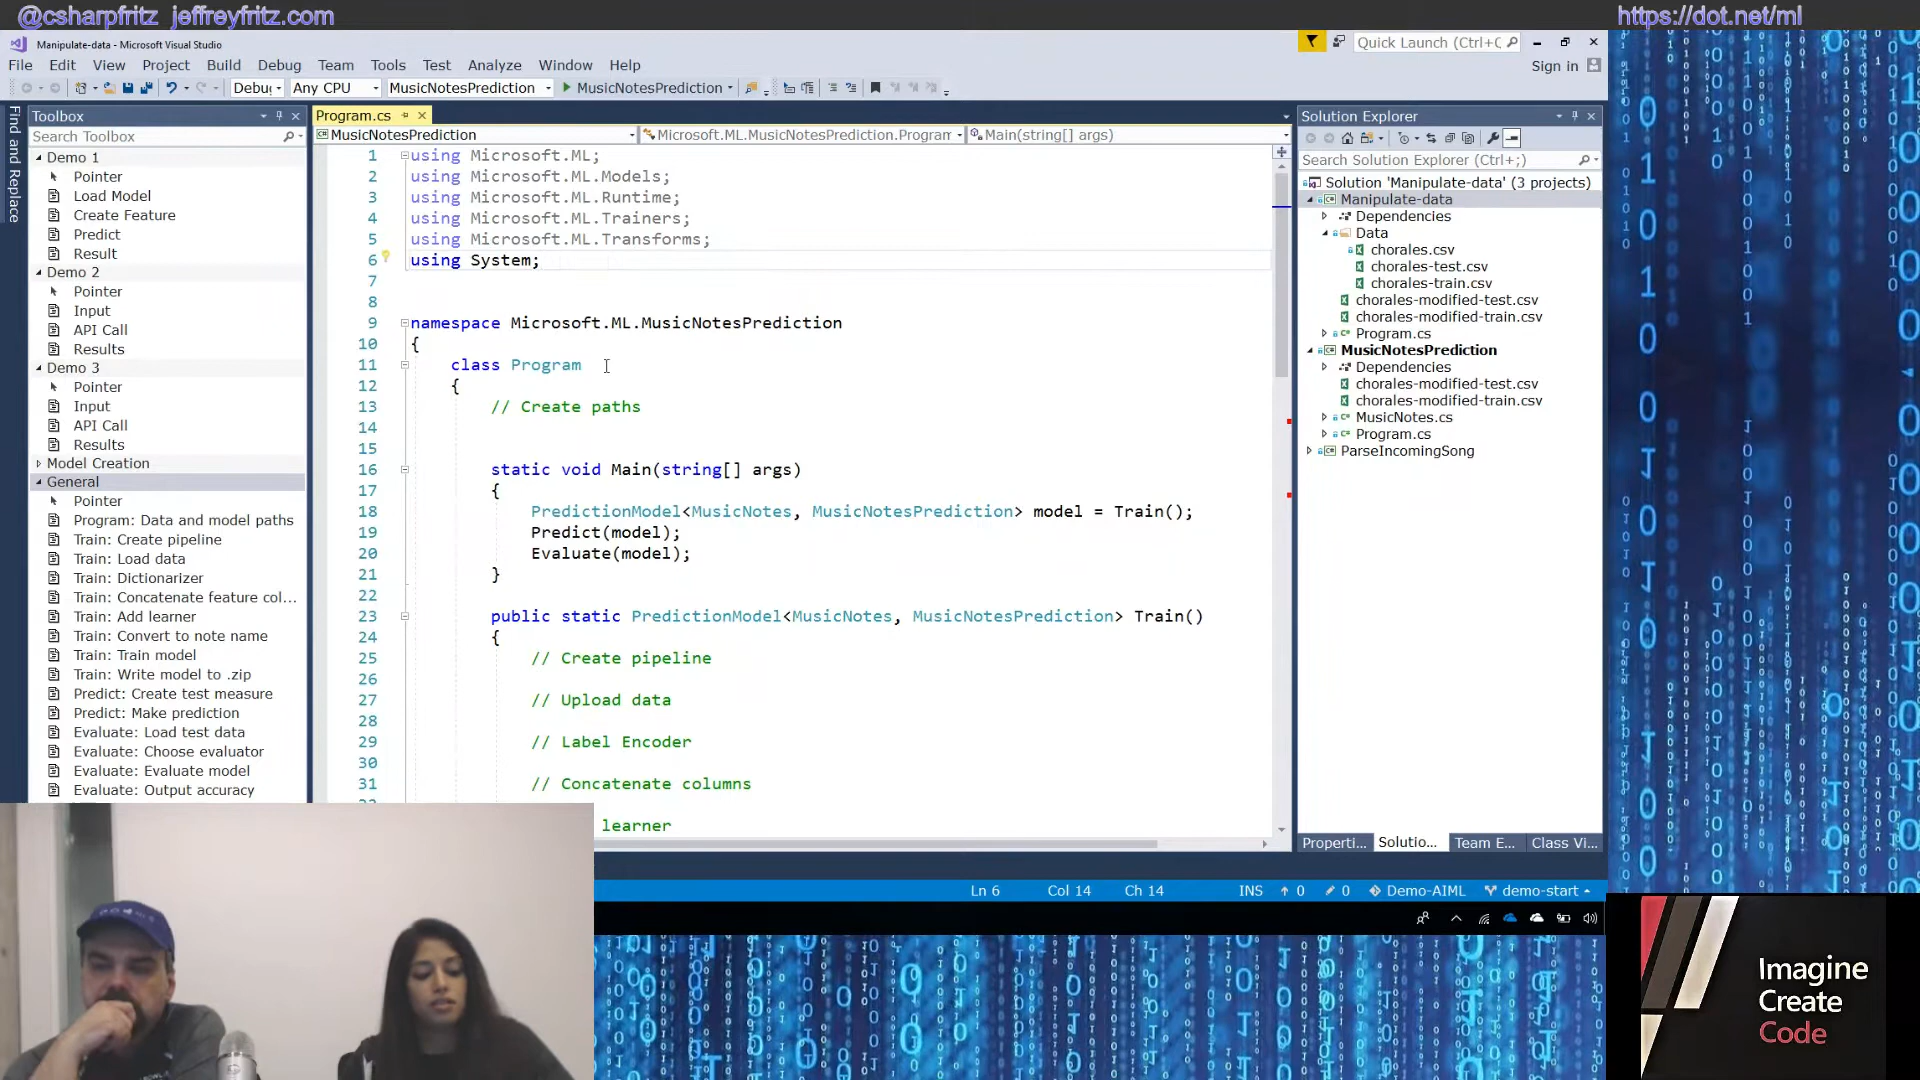 @csharpfritz jeffreyfritz.com
https://dot.net/ml
Manipulate-data - Microsoft Visual Studio
Quick Launch (Ctrl+Q
File Edit View Project Build Debug Team Tools Test Analyze Window Help
Sign in
Debug Any CPU MusicNotesPrediction MusicNotesPrediction
Find and Replace
Toolbox
Search Toolbox
Demo 1
Pointer
Load Model
Create Feature
Predict
Result
Demo 2
Pointer
Input
API Call
Results
Demo 3
Pointer
Input
API Call
Results
Model Creation
General
Pointer
Program: Data and model paths
Train: Create pipeline
Train: Load data
Train: Dictionarizer
Train: Concatenate feature col...
Train: Add learner
Train: Convert to note name
Train: Train model
Train: Write model to .zip
Predict: Create test measure
Predict: Make prediction
Evaluate: Load test data
Evaluate: Choose evaluator
Evaluate: Evaluate model
Evaluate: Output accuracy
Program.cs
MusicNotesPrediction Microsoft.ML.MusicNotesPrediction.Program Main(string[] args)
1 using Microsoft.ML;
2 using Microsoft.ML.Models;
3 using Microsoft.ML.Runtime;
4 using Microsoft.ML.Trainers;
5 using Microsoft.ML.Transforms;
6 using System;
7
8
9 namespace Microsoft.ML.MusicNotesPrediction
10 {
11 class Program
12 {
13 // Create paths
14
15
16 static void Main(string[] args)
17 {
18 PredictionModel<MusicNotes, MusicNotesPrediction> model = Train();
19 Predict(model);
20 Evaluate(model);
21 }
22
23 public static PredictionModel<MusicNotes, MusicNotesPrediction> Train()
24 {
25 // Create pipeline
26
27 // Upload data
28
29 // Label Encoder
30
31 // Concatenate columns
learner
Solution Explorer
Search Solution Explorer (Ctrl+;)
Solution 'Manipulate-data' (3 projects)
Manipulate-data
Dependencies
Data
chorales.csv
chorales-test.csv
chorales-train.csv
chorales-modified-test.csv
chorales-modified-train.csv
Program.cs
MusicNotesPrediction
Dependencies
chorales-modified-test.csv
chorales-modified-train.csv
MusicNotes.cs
Program.cs
ParseIncomingSong
Properti... Solutio... Team E... Class Vi...
Ln 6 Col 14 Ch 14 INS 0 0 Demo-AIML demo-start
Imagine
Create
Code